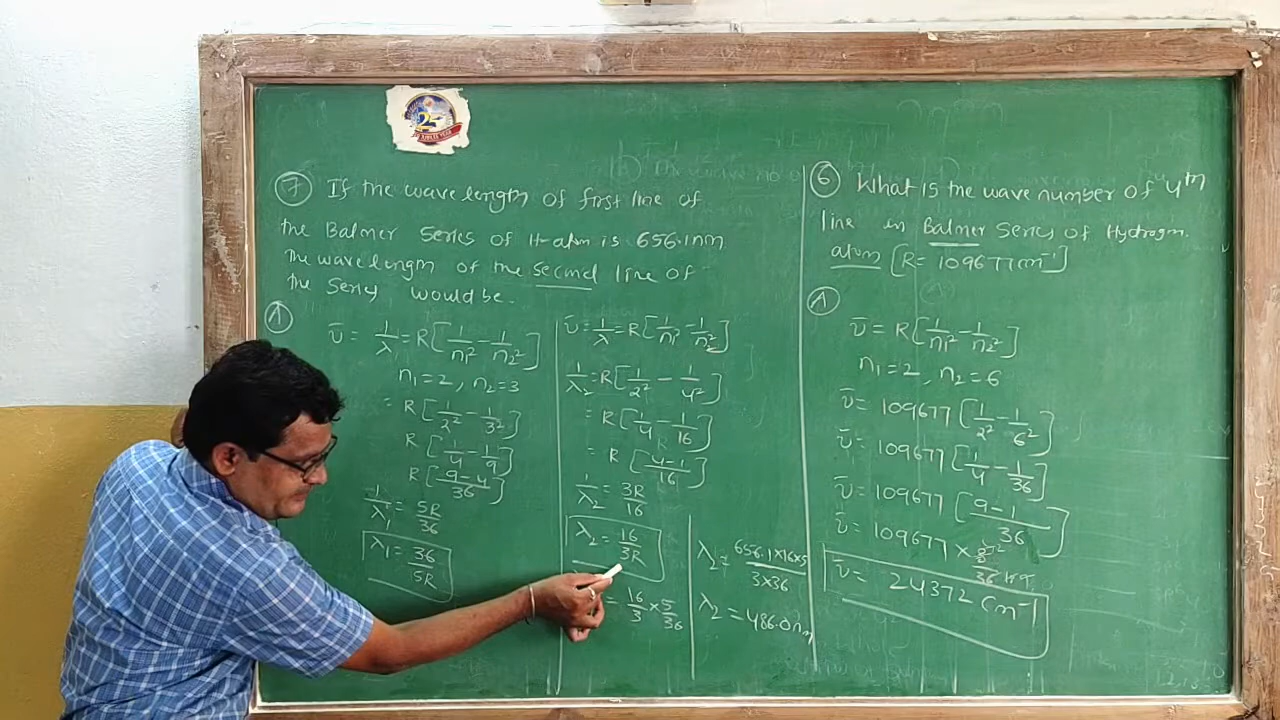 7 If the wavelength of first line of
the Balmer Series of H-atom is 656.1nm
The wavelength of the second line of
the series would be.
A
ν̄ = 1/λ = R[1/n1² - 1/n2²]
n1=2, n2=3
= R[1/2² - 1/3²]
R[1/4 - 1/9]
R[9-4/36]
1/λ1 = 5R/36
λ1 = 36/5R
ν̄ = 1/λ = R[1/n1² - 1/n2²]
1/λ2 = R[1/2² - 1/4²]
= R[1/4 - 1/16]
= R[4-1/16]
1/λ2 = 3R/16
λ2 = 16/3R
= 16/3 × 5/36
λ2 = 656.1×16×5/3×36
λ2 = 486.0nm
6 What is the wave number of 4th
line in Balmer series of Hydrogen
atom [R= 109677cm⁻¹]
A
ν̄ = R[1/n1² - 1/n2²]
n1=2, n2=6
ν̄ = 109677[1/2² - 1/6²]
ν̄ = 109677[1/4 - 1/36]
ν̄ = 109677[9-1/36]
ν̄ = 109677 × 8/36
ν̄ = 24372 cm⁻¹